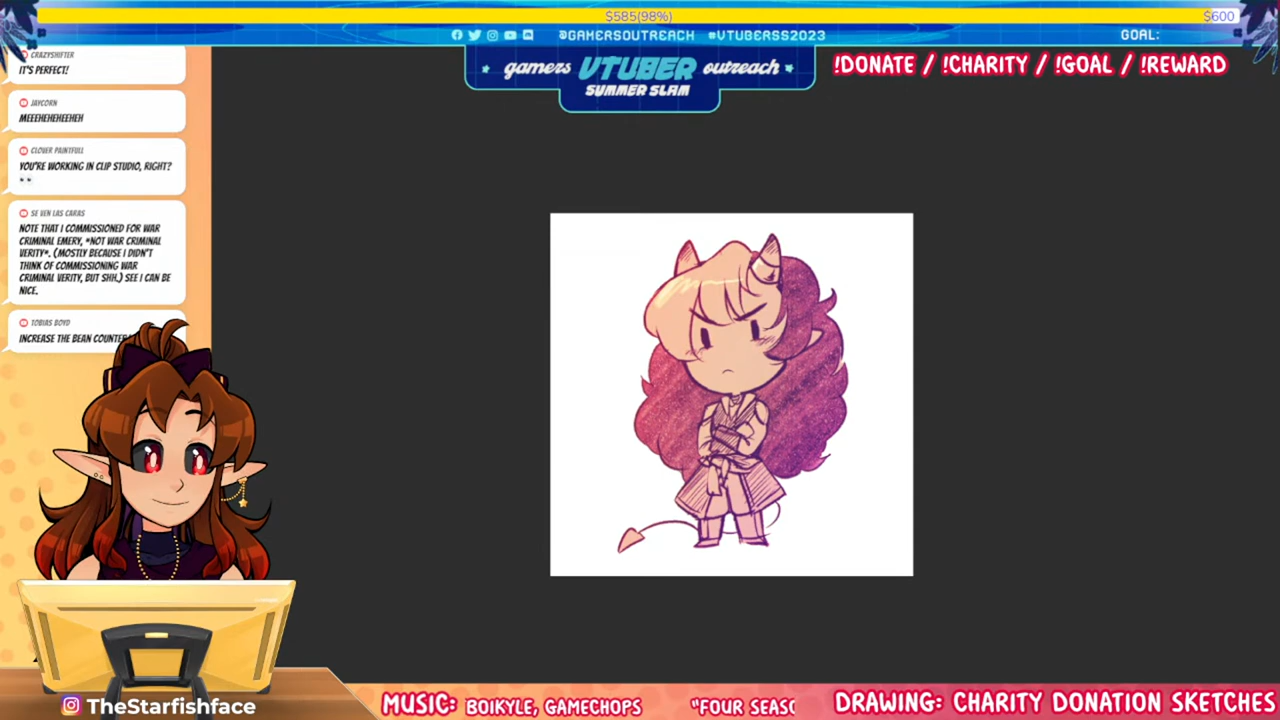 $585(98%)
$600
@GAMERSOUTREACH
#VTUBERSS2023
GOAL:
gamers VTUBER outreach
SUMMER SLAM
!DONATE / !CHARITY / !GOAL / !REWARD
CRAZYSHIFTER
IT'S PERFECT!
JAYCORN
MEEEHEHEHEEHEH
CLOVER PAINTFULL
YOU'RE WORKING IN CLIP STUDIO, RIGHT?
SE VEN LAS CARAS
NOTE THAT I COMMISSIONED FOR WAR
CRIMINAL EMERY, *NOT WAR CRIMINAL
VERITY*. (MOSTLY BECAUSE I DIDN'T
THINK OF COMMISSIONING WAR
CRIMINAL VERITY, BUT SHH.) SEE I CAN BE
NICE.
TOBIAS BOYD
INCREASE THE BEAN COUNTER
TheStarfishface
MUSIC: BOIKYLE, GAMECHOPS
"FOUR SEASO
DRAWING: CHARITY DONATION SKETCHES